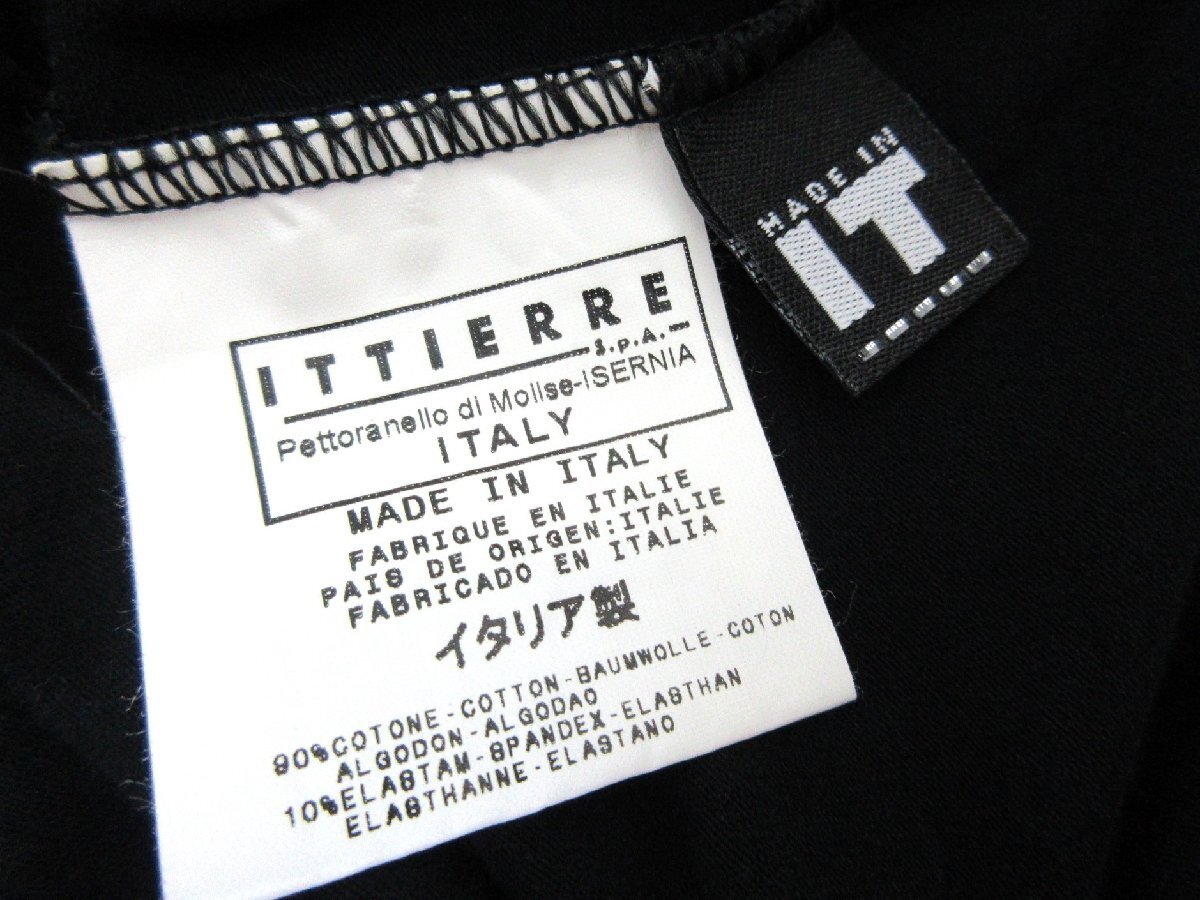 MADE IN
IT
ITTIERRE
S.p.A.
Pettoranello di Molise-ISERNIA
ITALY
MADE IN ITALY
FABRIQUE EN ITALIE
PAIS DE ORIGEN:ITALIE
FABRICADO EN ITALIA
イタリア製
90%COTONE-COTTON-BAUMWOLLE-COTON
ALGODON-ALGODAO
10%ELASTAM-SPANDEX-ELASTHAN
ELASTHANNE-ELASTANO